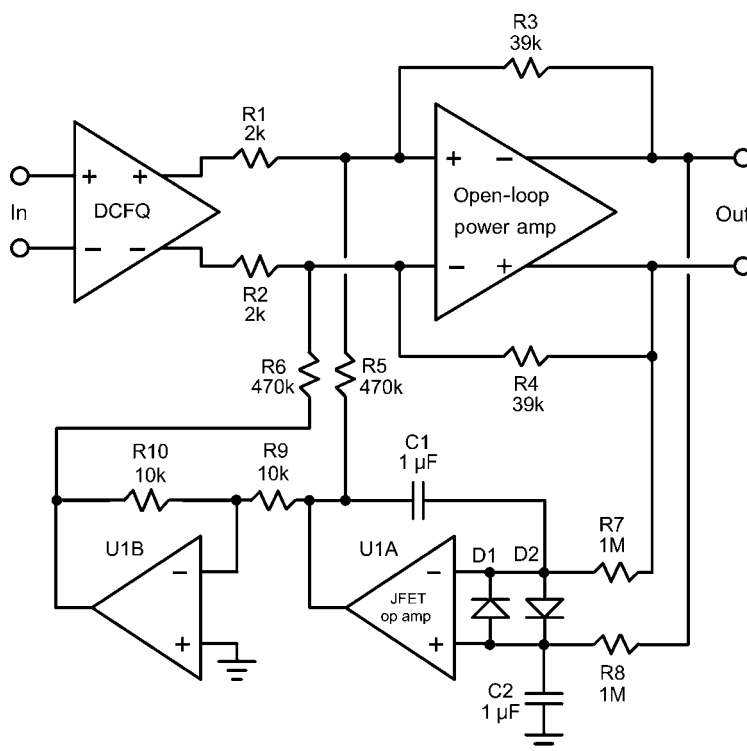 R3
39k
R1
2k
+ −
In
+ +
DCFQ
− −
Open-loop
power amp
Out
− +
R2
2k
R6
470k
R5
470k
R4
39k
R10
10k
R9
10k
C1
1 µF
R7
1M
U1B
U1A
D1
D2
−
−
JFET
op amp
+
+
R8
1M
C2
1 µF